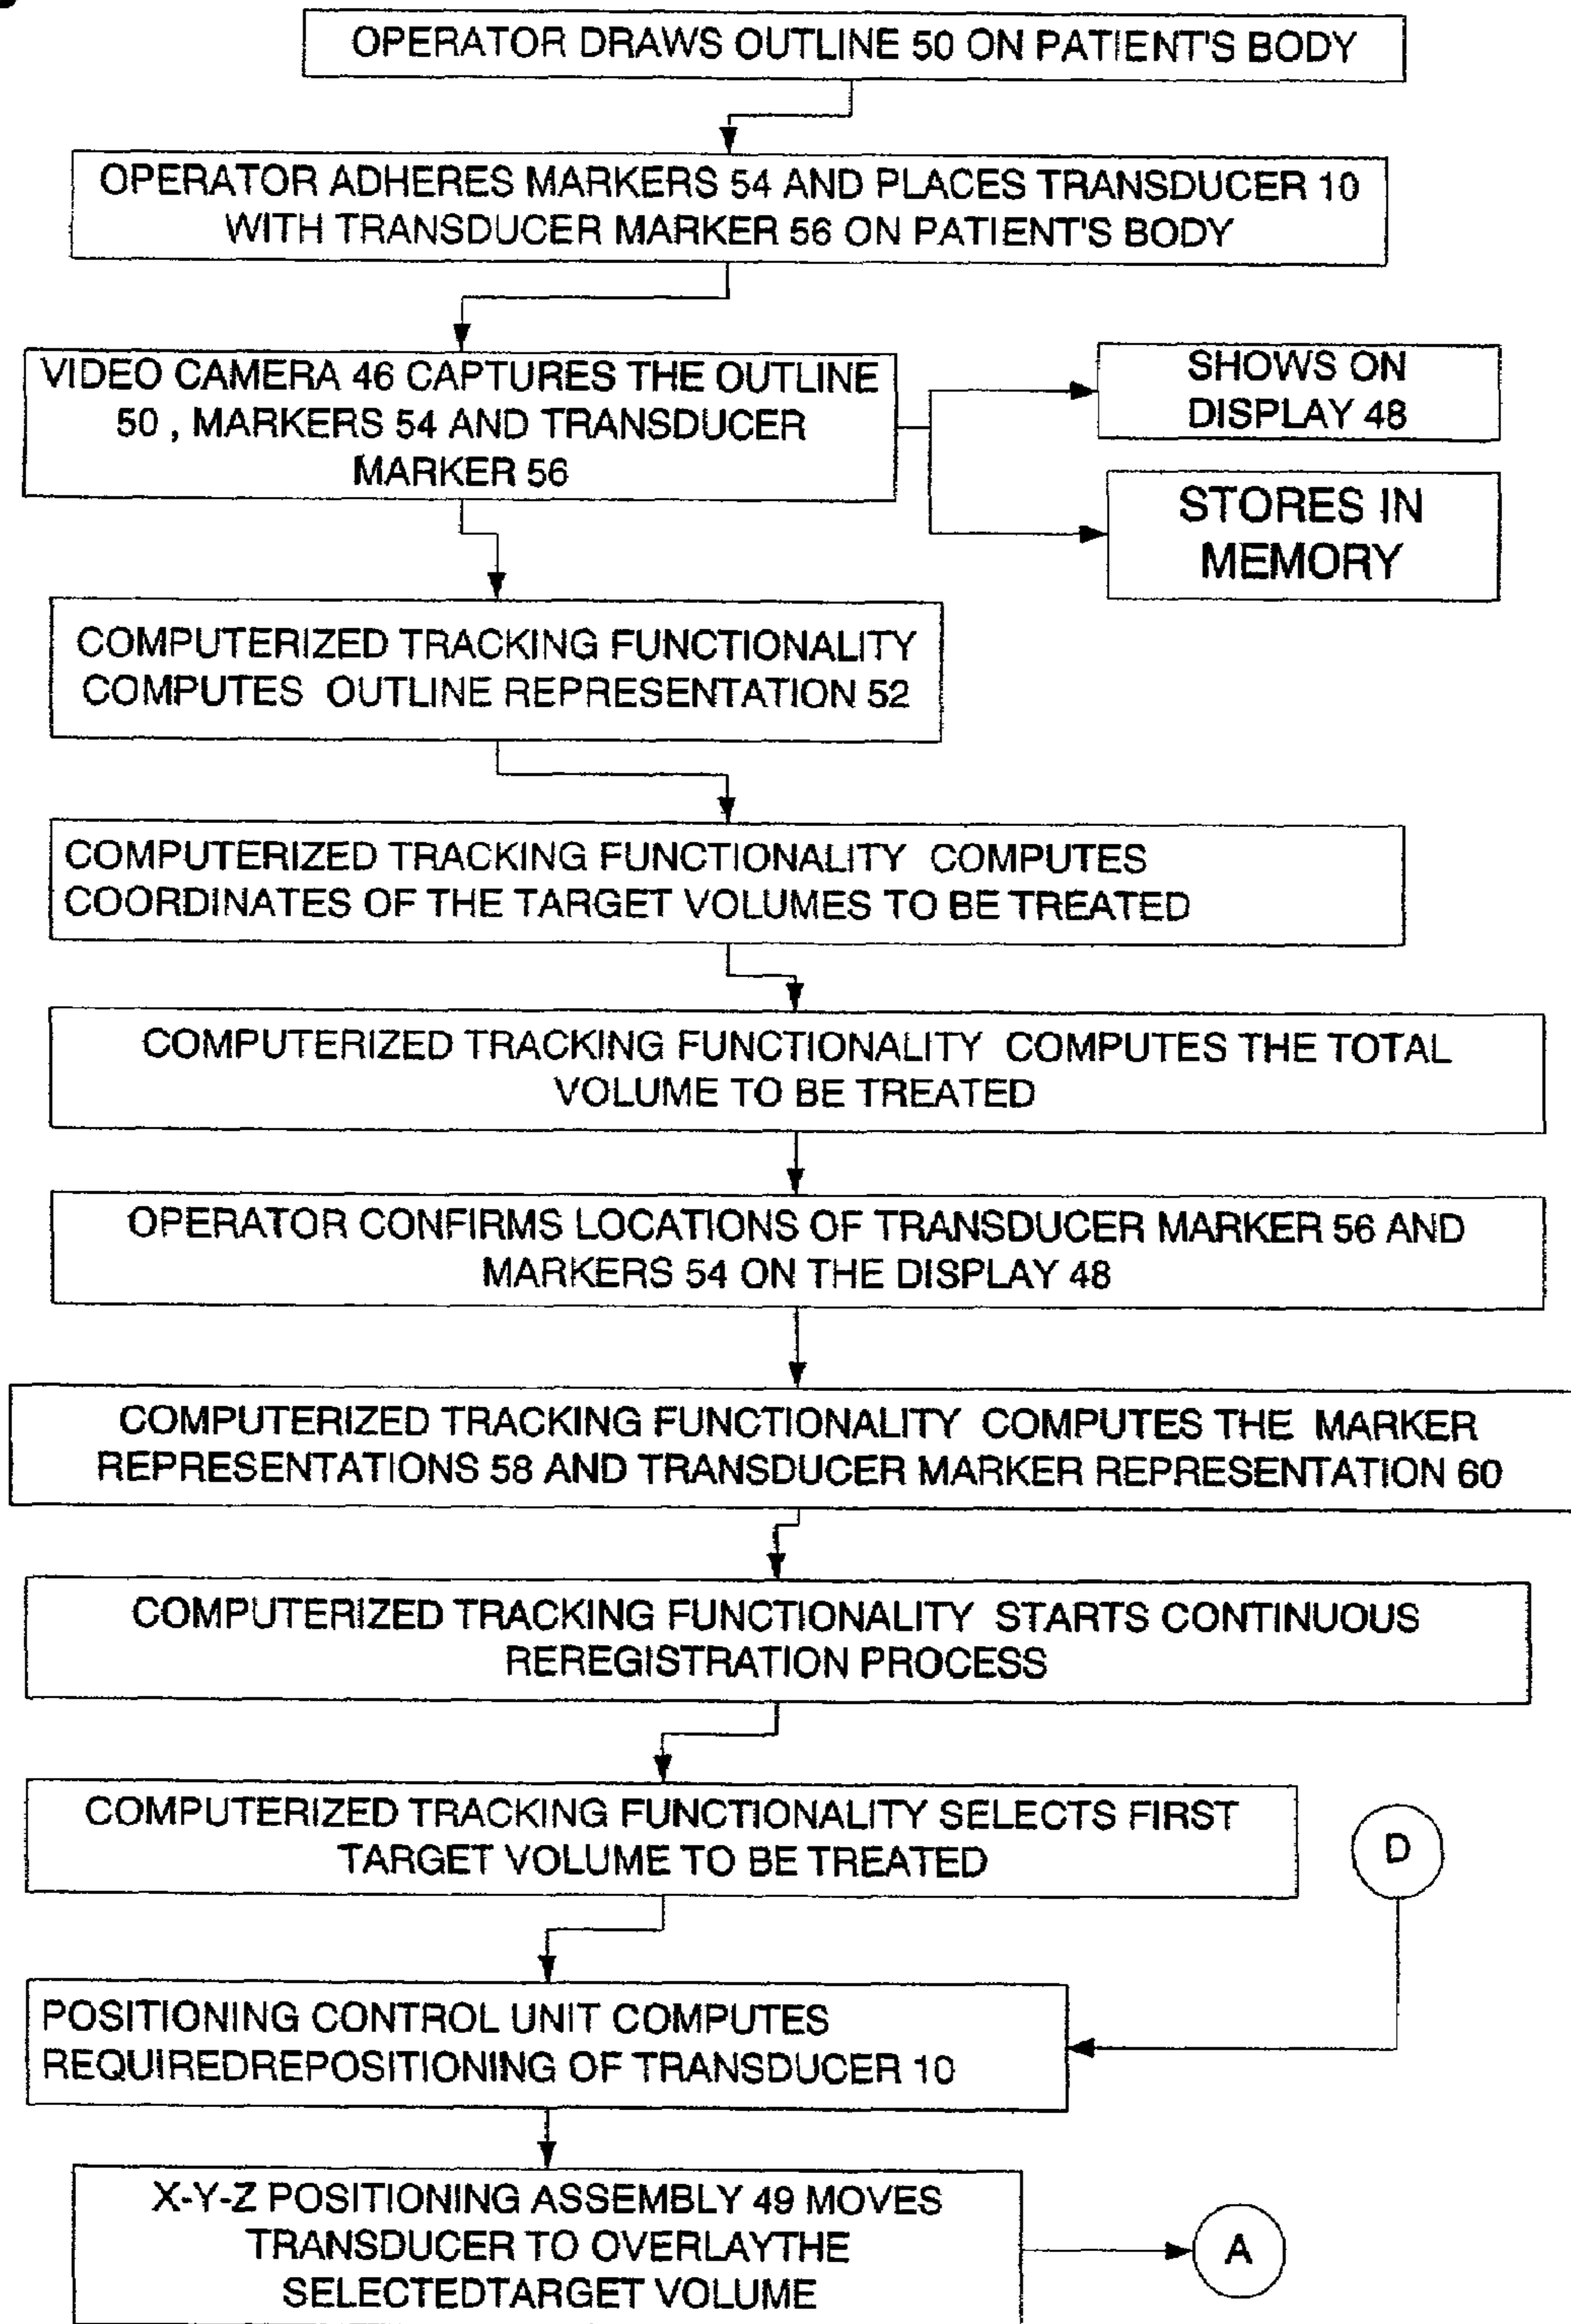 OPERATOR DRAWS OUTLINE 50 ON PATIENT'S BODY
OPERATOR ADHERES MARKERS 54 AND PLACES TRANSDUCER 10
WITH TRANSDUCER MARKER 56 ON PATIENT'S BODY
VIDEO CAMERA 46 CAPTURES THE OUTLINE
50 , MARKERS 54 AND TRANSDUCER
MARKER 56
SHOWS ON
DISPLAY 48
STORES IN
MEMORY
COMPUTERIZED TRACKING FUNCTIONALITY
COMPUTES OUTLINE REPRESENTATION 52
COMPUTERIZED TRACKING FUNCTIONALITY COMPUTES
COORDINATES OF THE TARGET VOLUMES TO BE TREATED
COMPUTERIZED TRACKING FUNCTIONALITY COMPUTES THE TOTAL
VOLUME TO BE TREATED
OPERATOR CONFIRMS LOCATIONS OF TRANSDUCER MARKER 56 AND
MARKERS 54 ON THE DISPLAY 48
COMPUTERIZED TRACKING FUNCTIONALITY COMPUTES THE MARKER
REPRESENTATIONS 58 AND TRANSDUCER MARKER REPRESENTATION 60
COMPUTERIZED TRACKING FUNCTIONALITY STARTS CONTINUOUS
REREGISTRATION PROCESS
COMPUTERIZED TRACKING FUNCTIONALITY SELECTS FIRST
TARGET VOLUME TO BE TREATED
D
POSITIONING CONTROL UNIT COMPUTES
REQUIREDREPOSITIONING OF TRANSDUCER 10
X-Y-Z POSITIONING ASSEMBLY 49 MOVES
TRANSDUCER TO OVERLAYTHE
SELECTEDTARGET VOLUME
A